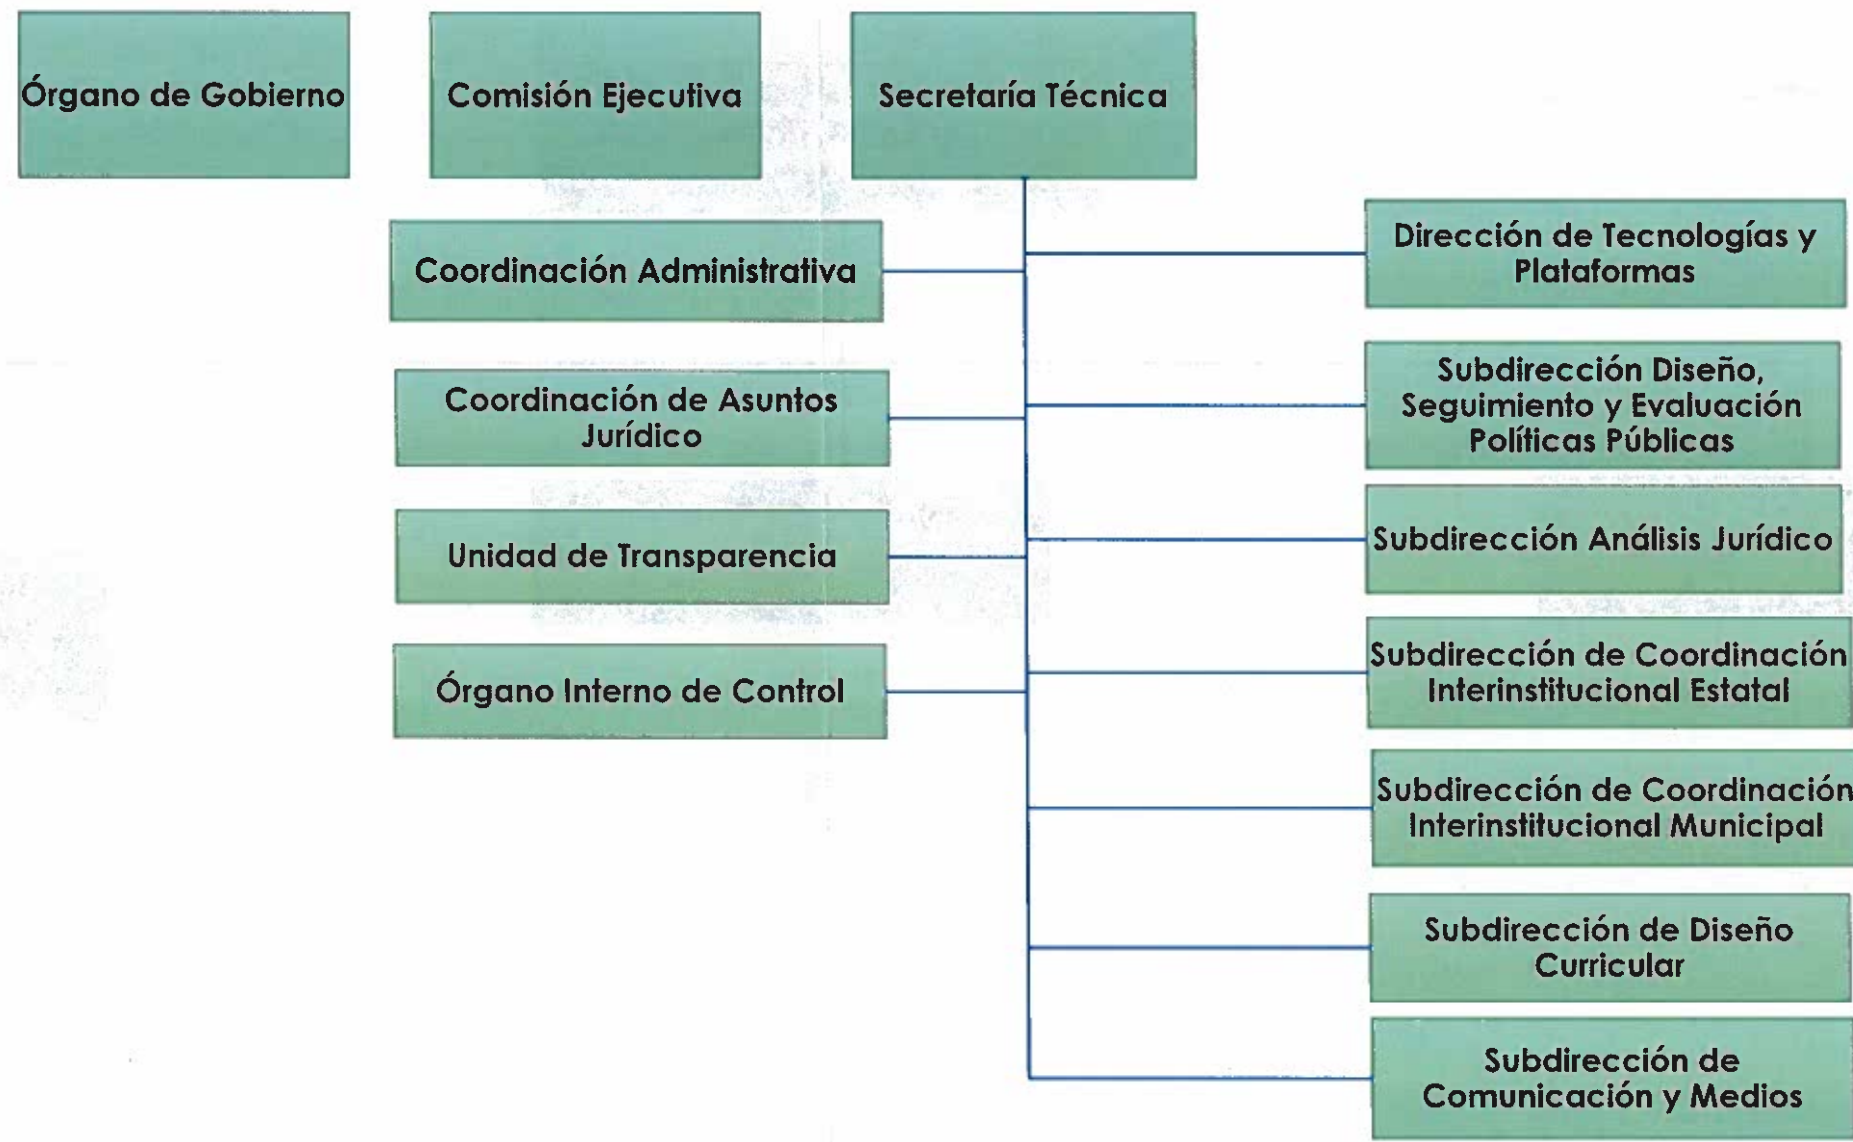 Órgano de Gobierno
Comisión Ejecutiva
Secretaría Técnica
Coordinación Administrativa
Coordinación de Asuntos
Jurídico
Unidad de Transparencia
Órgano Interno de Control
Dirección de Tecnologías y
Plataformas
Subdirección Diseño,
Seguimiento y Evaluación
Políticas Públicas
Subdirección Análisis Jurídico
Subdirección de Coordinación
Interinstitucional Estatal
Subdirección de Coordinación
Interinstitucional Municipal
Subdirección de Diseño
Curricular
Subdirección de
Comunicación y Medios